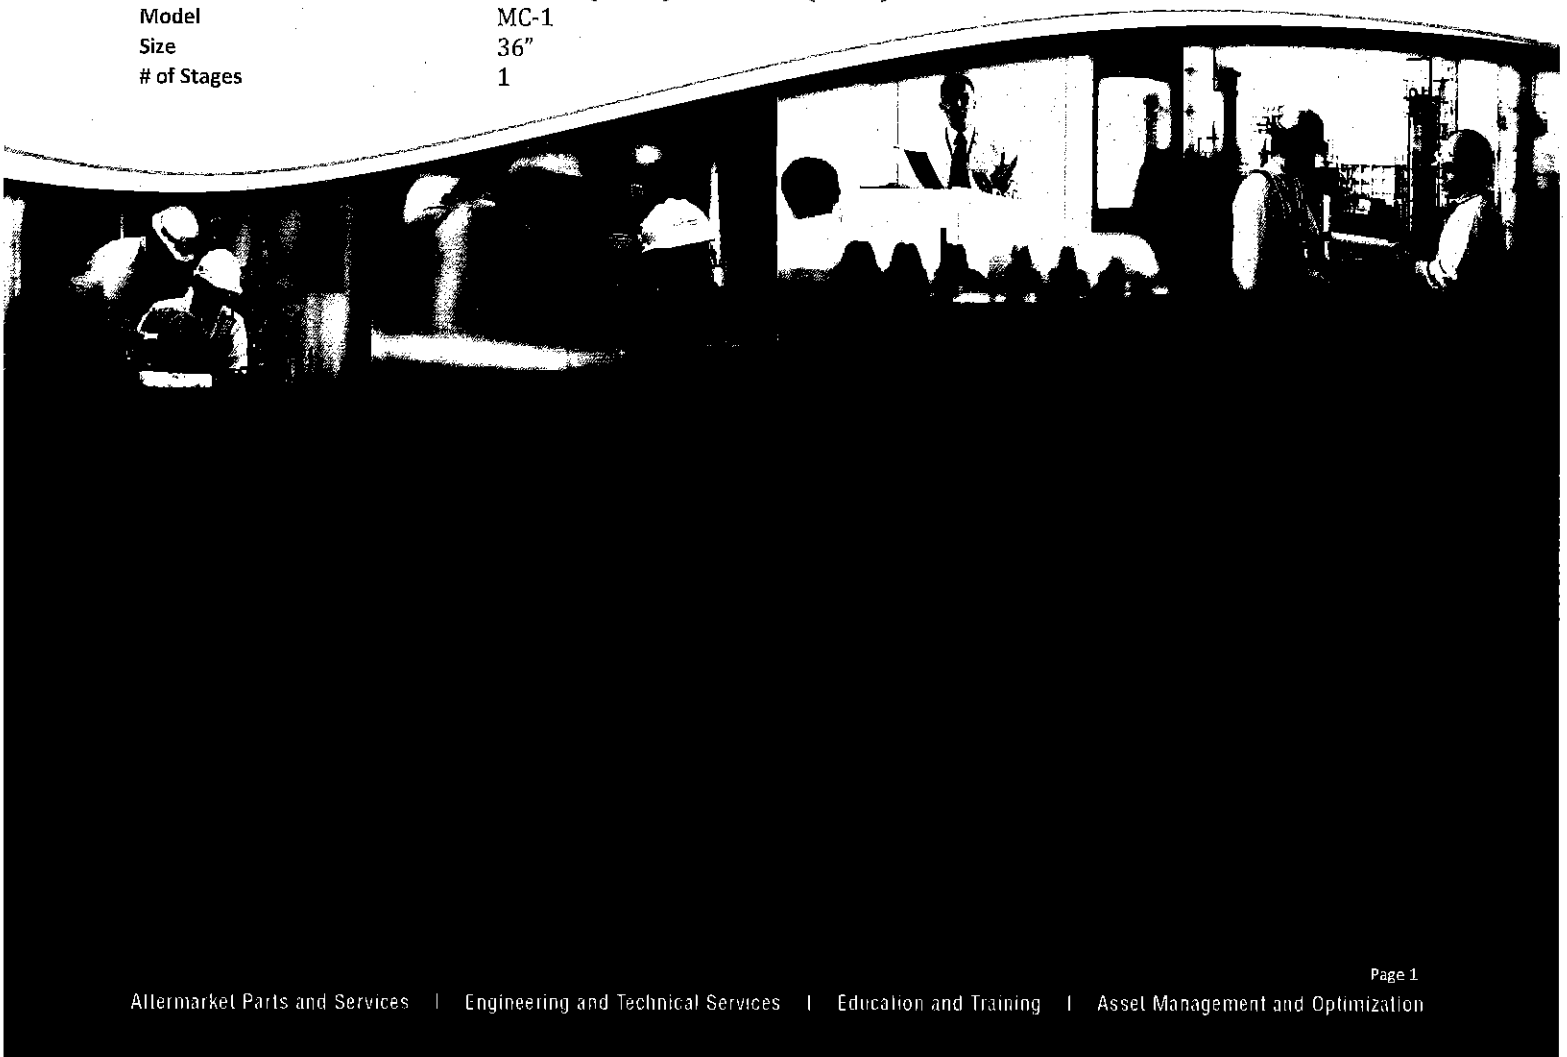 Model MC-1
Size 36"
# of Stages 1
Page 1
Aftermarket Parts and Services | Engineering and Technical Services | Education and Training | Asset Management and Optimization